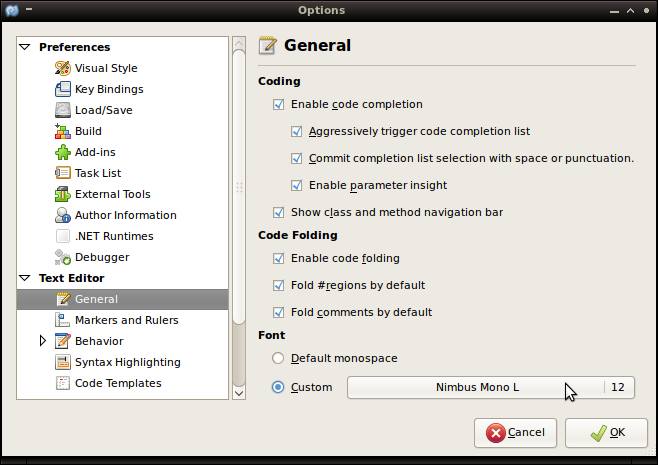 Options
Preferences
Visual Style
Key Bindings
Load/Save
Build
Add-ins
Task List
External Tools
Author Information
.NET Runtimes
Debugger
Text Editor
General
Markers and Rulers
Behavior
Syntax Highlighting
Code Templates
General
Coding
Enable code completion
Aggressively trigger code completion list
Commit completion list selection with space or punctuation.
Enable parameter insight
Show class and method navigation bar
Code Folding
Enable code folding
Fold #regions by default
Fold comments by default
Font
Default monospace
Custom
Nimbus Mono L 12
Cancel
OK